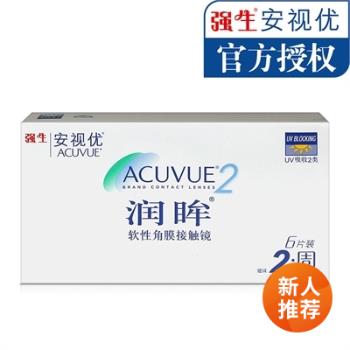 强生 安视优®
官方授权
强生 安视优®
ACUVUE®
UV BLOCKING
UV吸收2类
ACUVUE®2
BRAND CONTACT LENSES
润眸®
软性角膜接触镜
6片装
2·周
新人
推荐